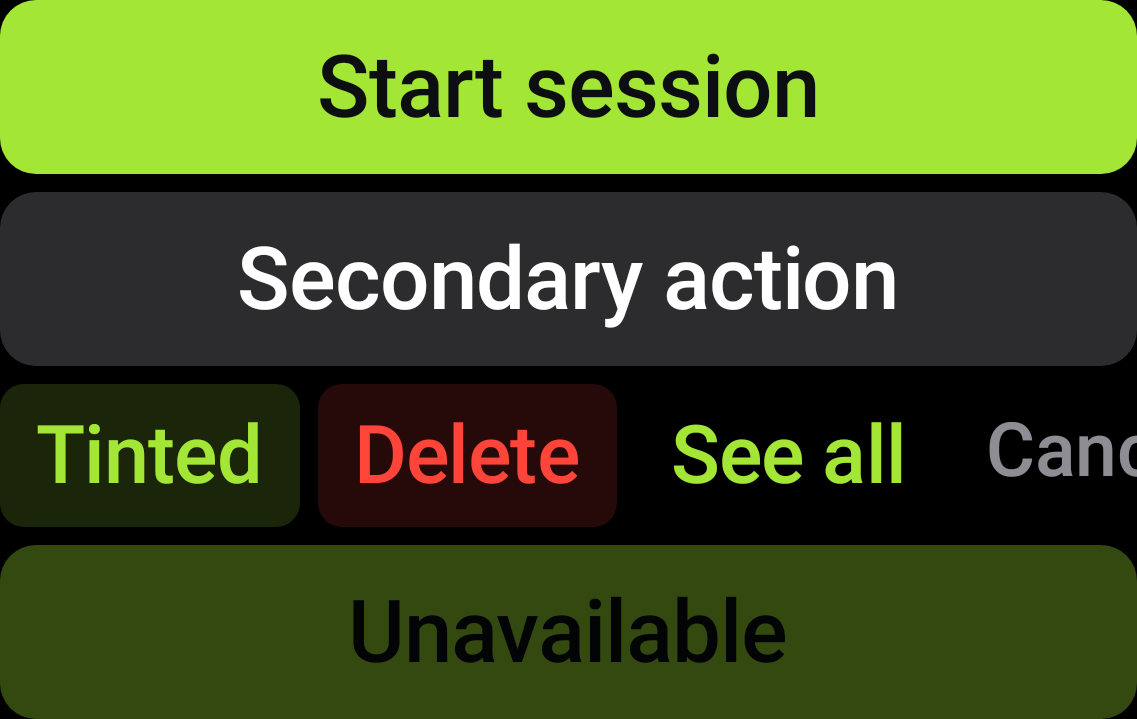 Start session
Secondary action
Tinted Delete See all
Unavailable